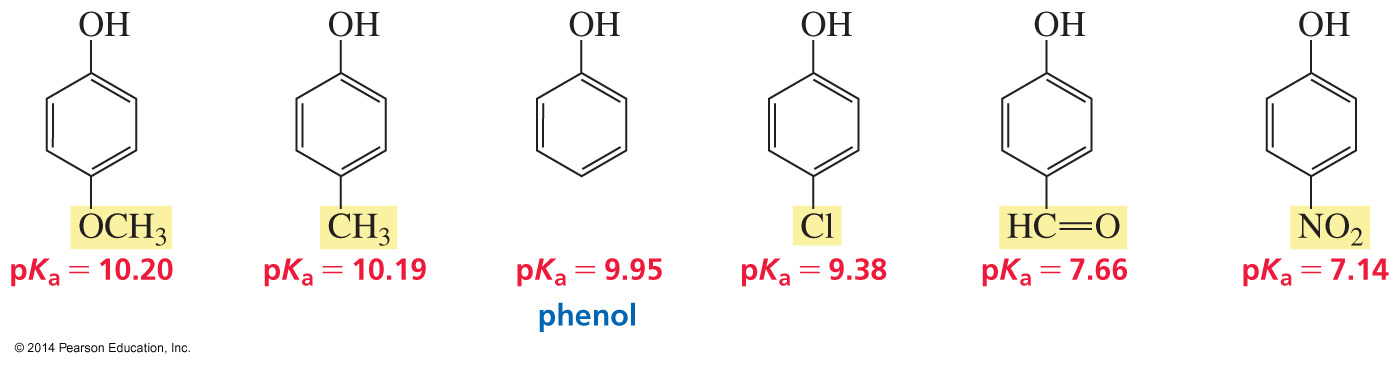 OH OH OH OH OH OH
OCH₃ CH₃ Cl HC=O NO₂
pKₐ = 10.20 pKₐ = 10.19 pKₐ = 9.95 pKₐ = 9.38 pKₐ = 7.66 pKₐ = 7.14
phenol
© 2014 Pearson Education, Inc.